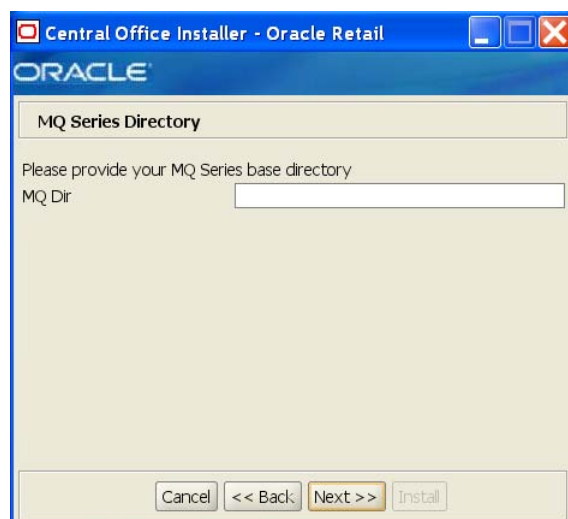 Central Office Installer - Oracle Retail
ORACLE
MQ Series Directory
Please provide your MQ Series base directory
MQ Dir
Cancel << Back Next >> Install